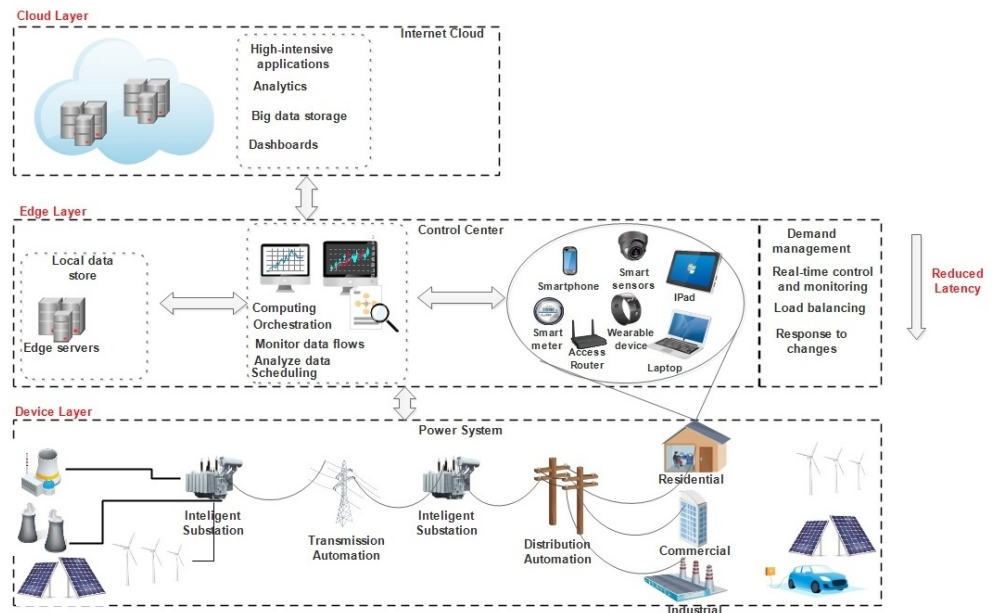 Cloud Layer
Internet Cloud
High-intensive
applications
Analytics
Big data storage
Dashboards
Edge Layer
Local data
store
Edge servers
Computing
Orchestration
Monitor data flows
Analyze data
Scheduling
Control Center
Smartphone
Smart
sensors
IPad
Smart
meter
Access
Router
Wearable
device
Laptop
Demand
management
Real-time control
and monitoring
Load balancing
Response to
changes
Reduced
Latency
Device Layer
Power System
Inteligent
Substation
Transmission
Automation
Inteligent
Substation
Distribution
Automation
Residential
Commercial
Industrial